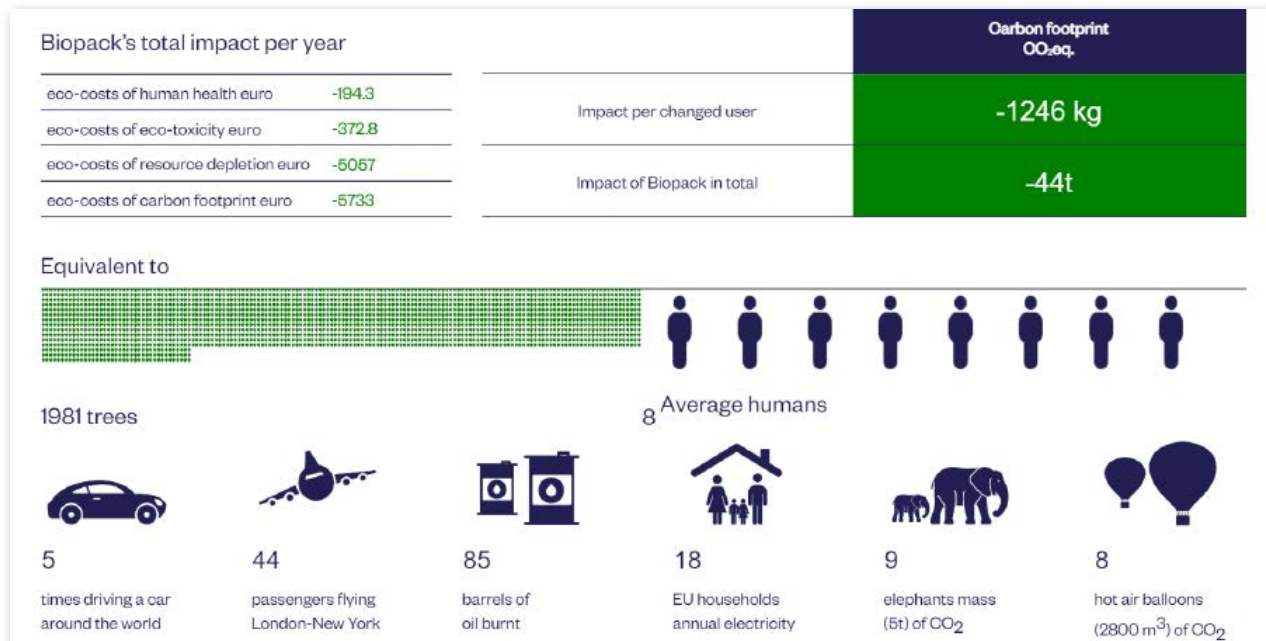 Biopack's total impact per year
eco-costs of human health euro -194.3
eco-costs of eco-toxicity euro -372.8
eco-costs of resource depletion euro -5057
eco-costs of carbon footprint euro -5733
Carbon footprint
CO₂eq.
Impact per changed user -1246 kg
Impact of Biopack in total -44t
Equivalent to
1981 trees
8 Average humans
5
times driving a car
around the world
44
passengers flying
London-New York
85
barrels of
oil burnt
18
EU households
annual electricity
9
elephants mass
(5t) of CO2
8
hot air balloons
(2800 m³) of CO2